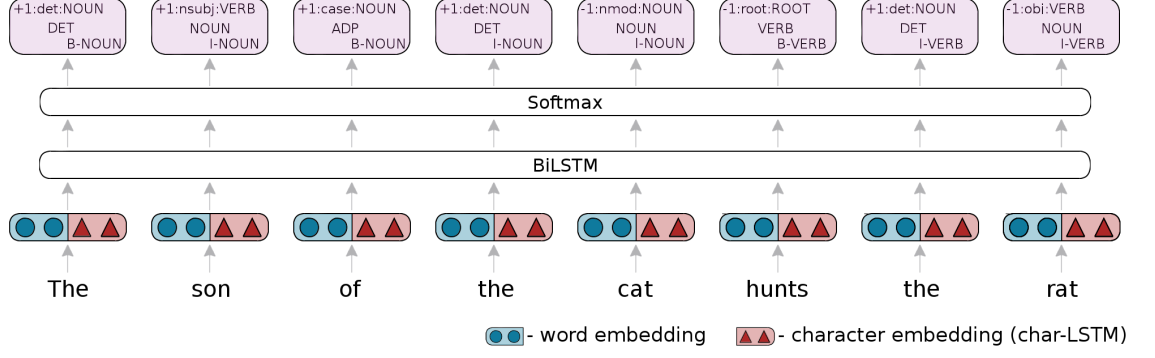 +1:det:NOUN +1:nsubj:VERB +1:case:NOUN +1:det:NOUN -1:nmod:NOUN -1:root:ROOT +1:det:NOUN -1:obj:VERB
DET NOUN ADP DET NOUN VERB DET NOUN
B-NOUN I-NOUN B-NOUN I-NOUN I-NOUN B-VERB I-VERB I-VERB
Softmax
BiLSTM
The son of the cat hunts the rat
- word embedding - character embedding (char-LSTM)